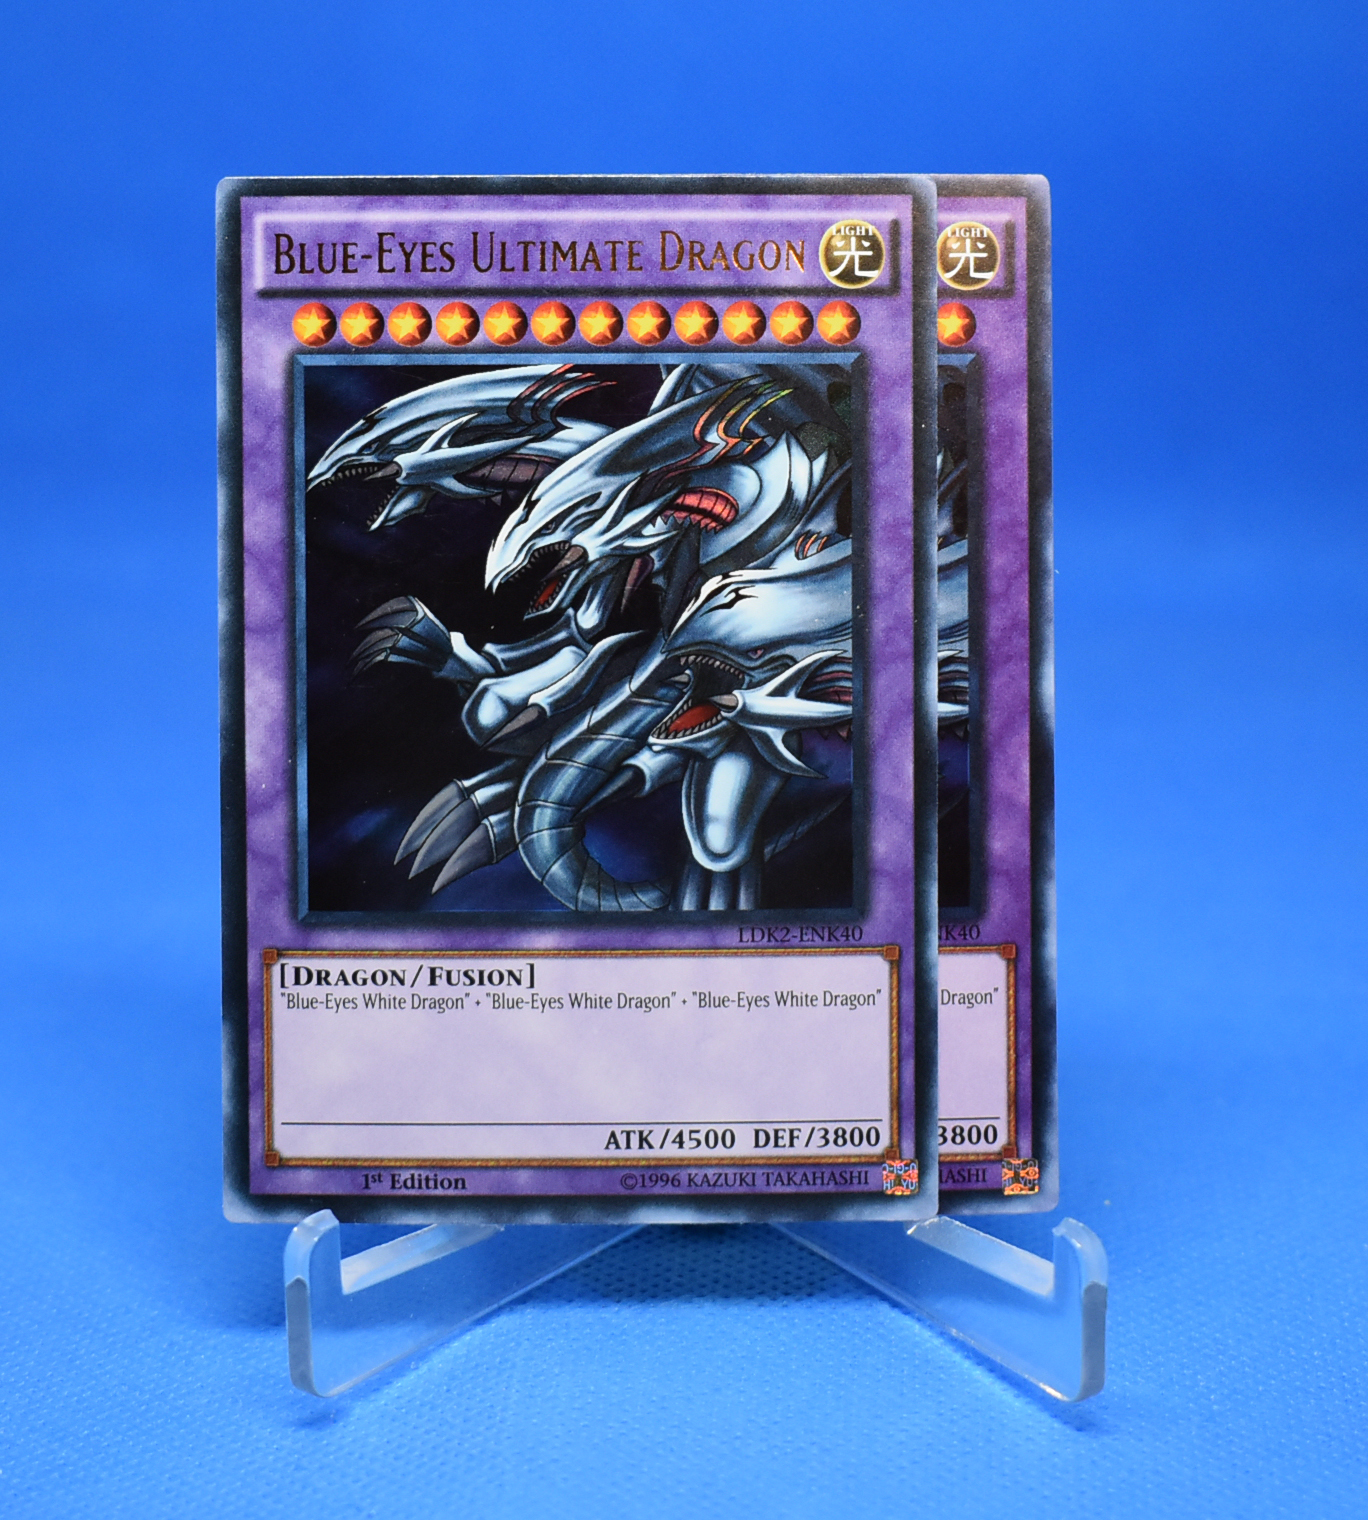 BLUE-EYES ULTIMATE DRAGON
LIGHT
光
LIGHT
光
LDK2-ENK40
NK40
[DRAGON/FUSION]
"Blue-Eyes White Dragon" + "Blue-Eyes White Dragon" + "Blue-Eyes White Dragon"
Dragon"
ATK/4500 DEF/3800
3800
1st Edition
©1996 KAZUKI TAKAHASHI
ASHI